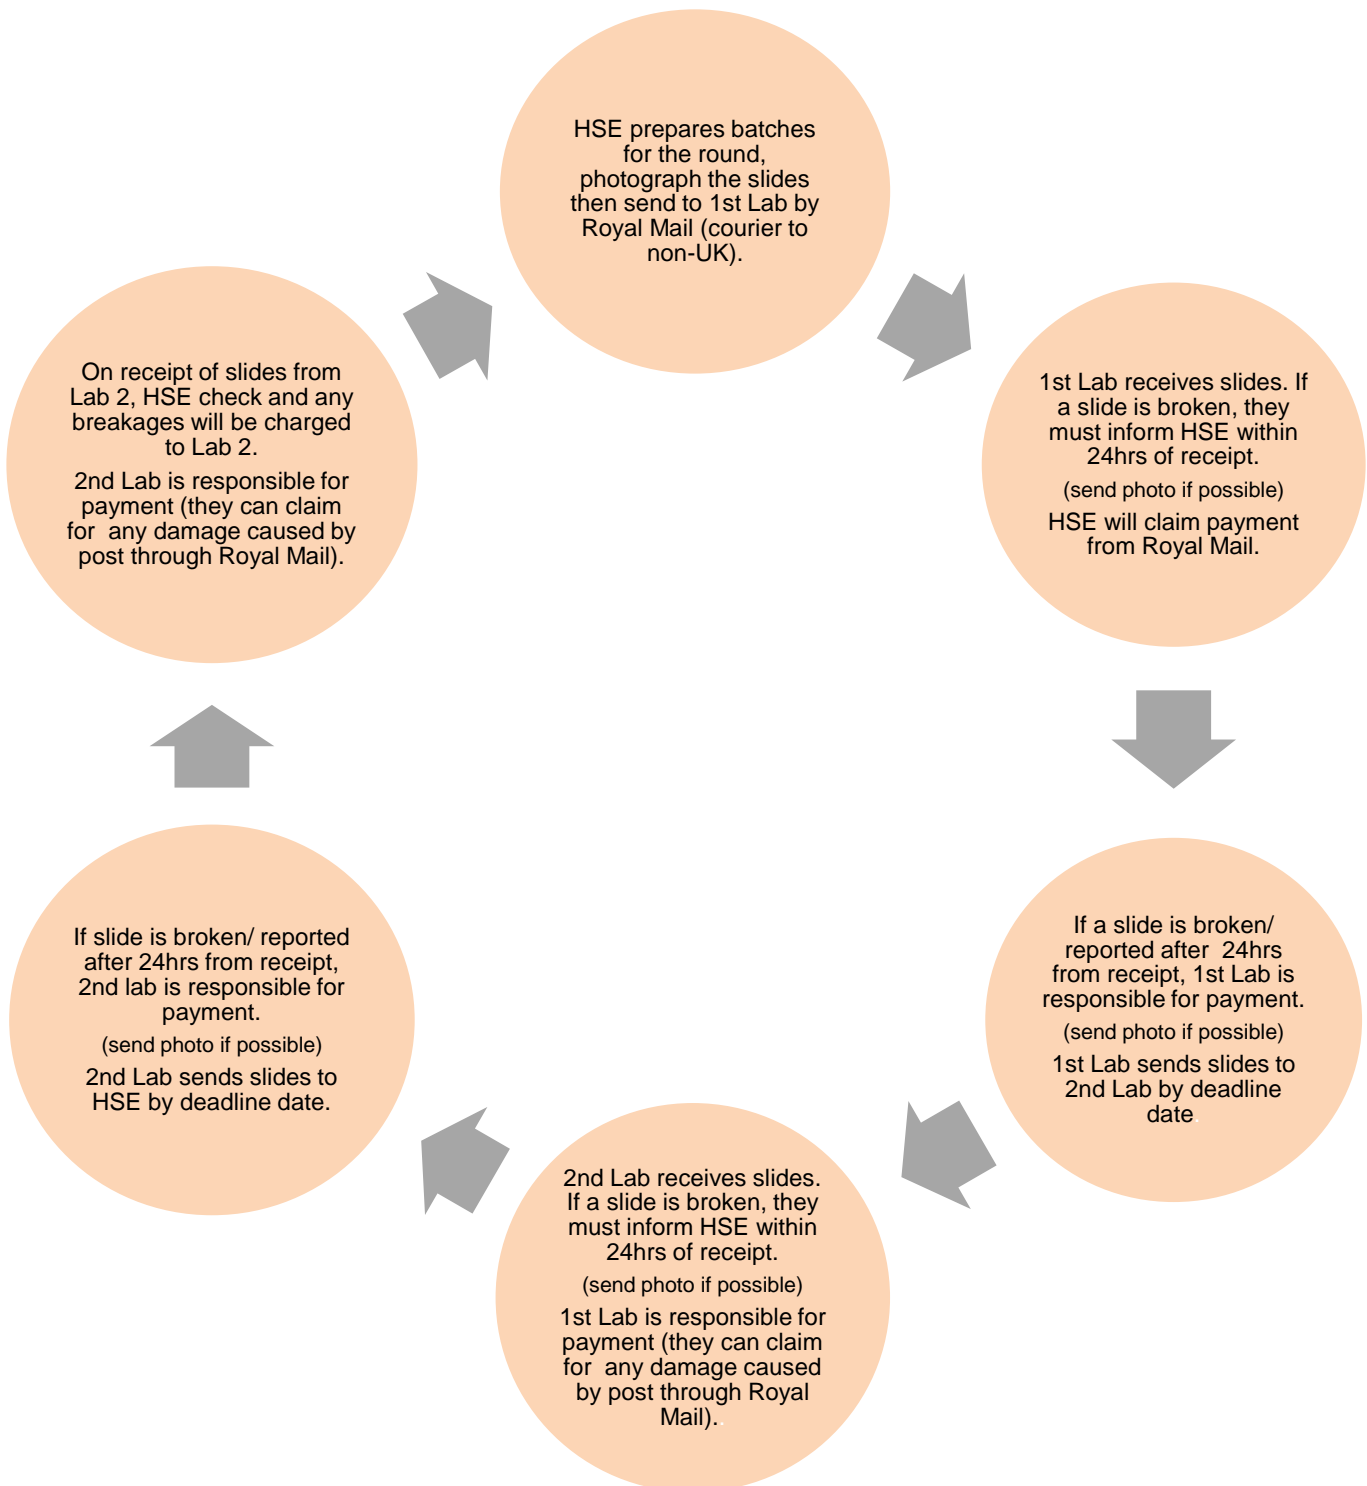 HSE prepares batches
for the round,
photograph the slides
then send to 1st Lab by
Royal Mail (courier to
non-UK).
1st Lab receives slides. If
a slide is broken, they
must inform HSE within
24hrs of receipt.
(send photo if possible)
HSE will claim payment
from Royal Mail.
If a slide is broken/
reported after 24hrs
from receipt, 1st Lab is
responsible for payment.
(send photo if possible)
1st Lab sends slides to
2nd Lab by deadline
date.
2nd Lab receives slides.
If a slide is broken, they
must inform HSE within
24hrs of receipt.
(send photo if possible)
1st Lab is responsible for
payment (they can claim
for any damage caused
by post through Royal
Mail)..
If slide is broken/ reported
after 24hrs from receipt,
2nd lab is responsible for
payment.
(send photo if possible)
2nd Lab sends slides to
HSE by deadline date.
On receipt of slides from
Lab 2, HSE check and any
breakages will be charged
to Lab 2.
2nd Lab is responsible for
payment (they can claim
for any damage caused by
post through Royal Mail).